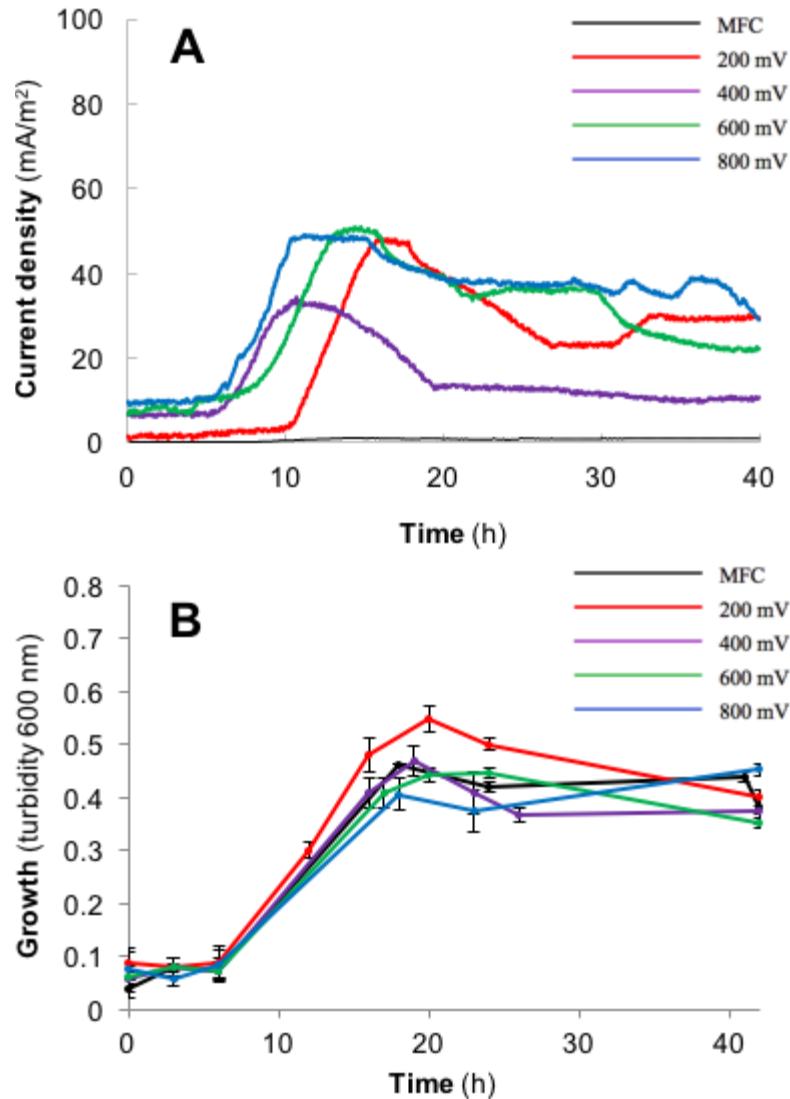 A
MFC
200 mV
400 mV
600 mV
800 mV
Current density (mA/m²)
100
80
60
40
20
0
0 10 20 30 40
Time (h)
B
MFC
200 mV
400 mV
600 mV
800 mV
Growth (turbidity 600 nm)
0.8
0.7
0.6
0.5
0.4
0.3
0.2
0.1
0
0 10 20 30 40
Time (h)